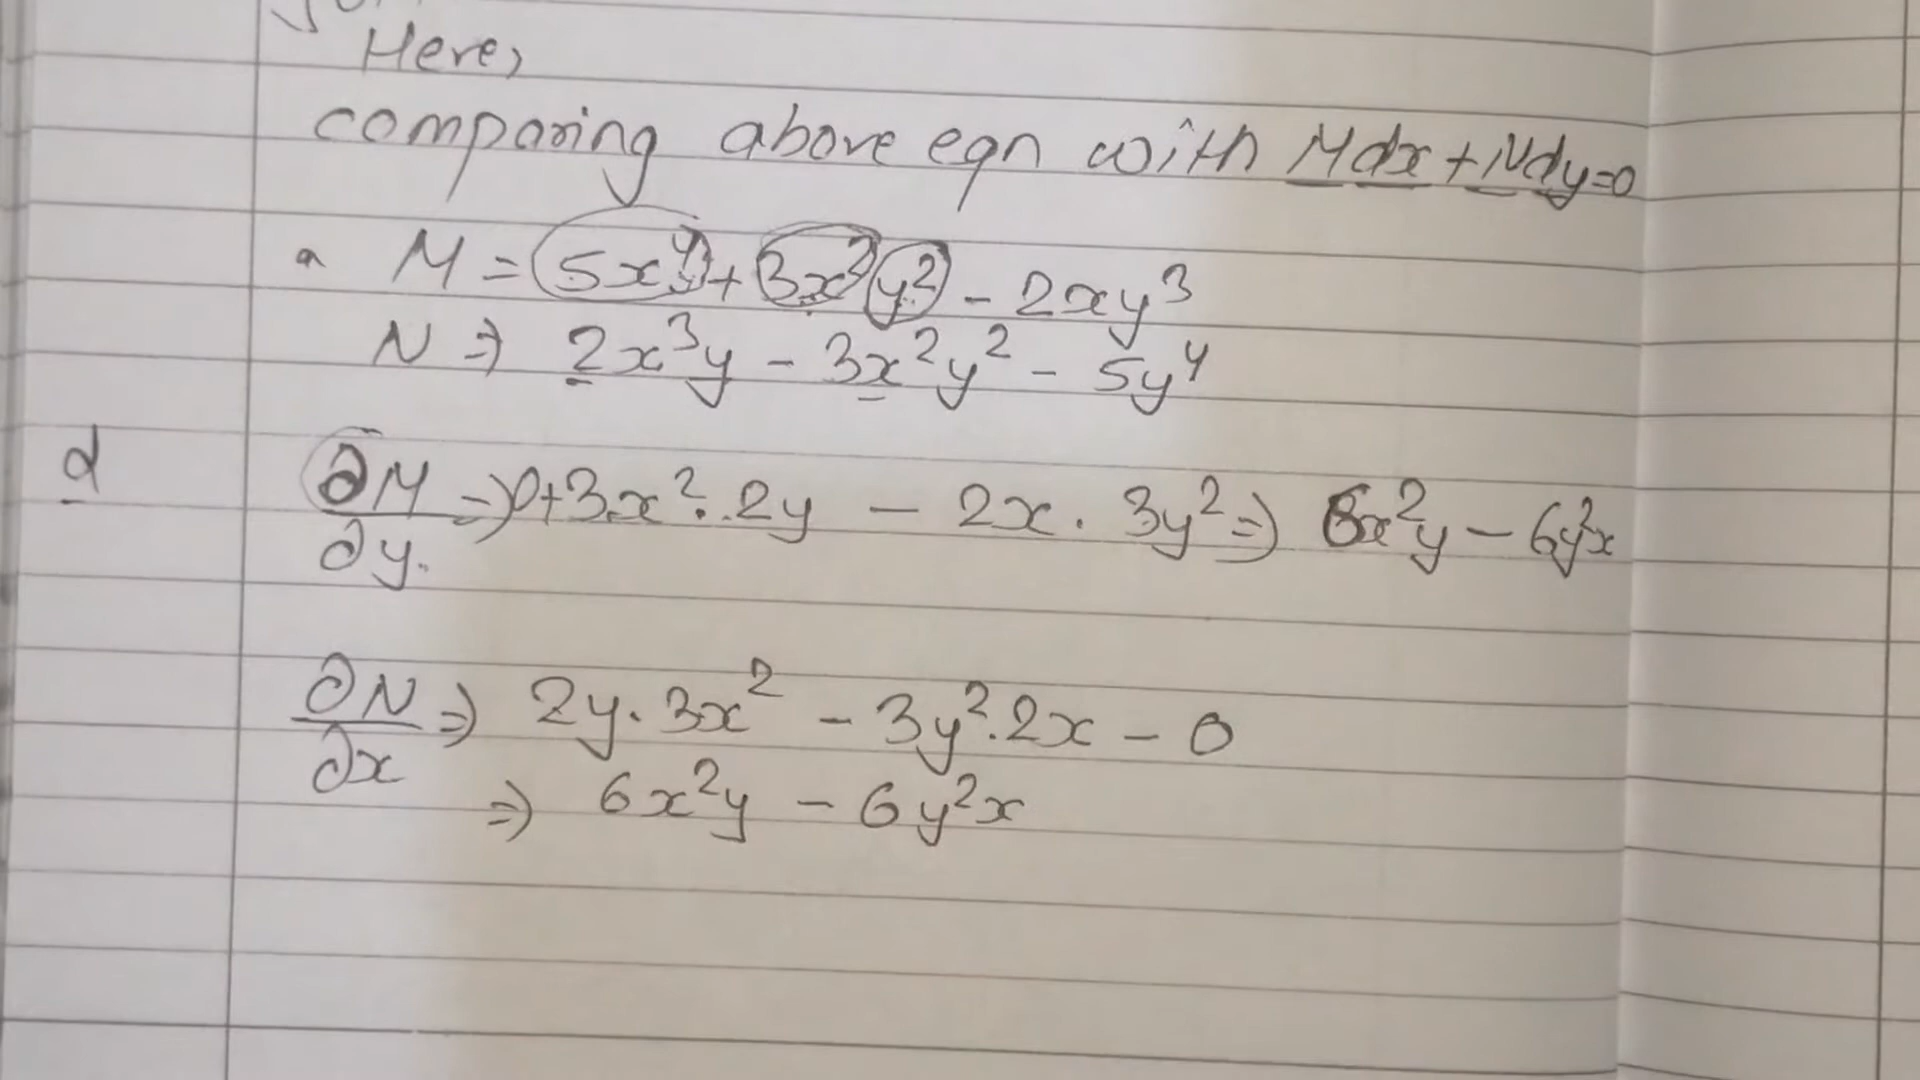 Here,
comparing above eqn with Mdx + Ndy=0
M = 5x⁴ + 3x²y² - 2xy³
N ⇒ 2x³y - 3x²y² - 5y⁴
d
∂M/∂y. ⇒ 0+3x². 2y - 2x . 3y² ⇒ 6x²y - 6y²x
∂N/∂x ⇒ 2y. 3x² - 3y². 2x - 0
⇒ 6x²y - 6y²x